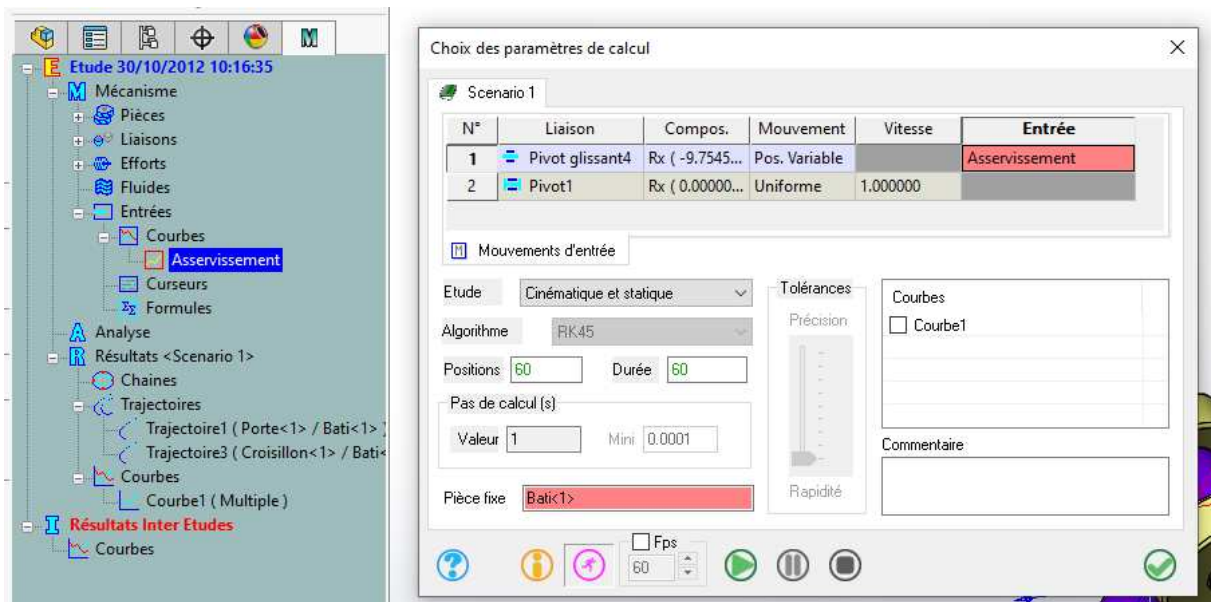 Etude 30/10/2012 10:16:35
Mécanisme
Pièces
Liaisons
Efforts
Fluides
Entrées
Courbes
Asservissement
Curseurs
Formules
Analyse
Résultats <Scenario 1>
Chaines
Trajectoires
Trajectoire1 ( Porte<1> / Bati<1> )
Trajectoire3 ( Croisillon<1> / Bati<
Courbes
Courbe1 ( Multiple )
Résultats Inter Etudes
Courbes
Choix des paramètres de calcul
Scenario 1
N° Liaison Compos. Mouvement Vitesse Entrée
1 Pivot glissant4 Rx ( -9.7545... Pos. Variable Asservissement
2 Pivot1 Rx ( 0.00000... Uniforme 1.000000
Mouvements d'entrée
Etude Cinématique et statique
Algorithme RK45
Positions 60 Durée 60
Pas de calcul (s)
Valeur 1 Mini 0.0001
Pièce fixe Bati<1>
Tolérances
Précision
Rapidité
Courbes
Courbe1
Commentaire
Fps
60